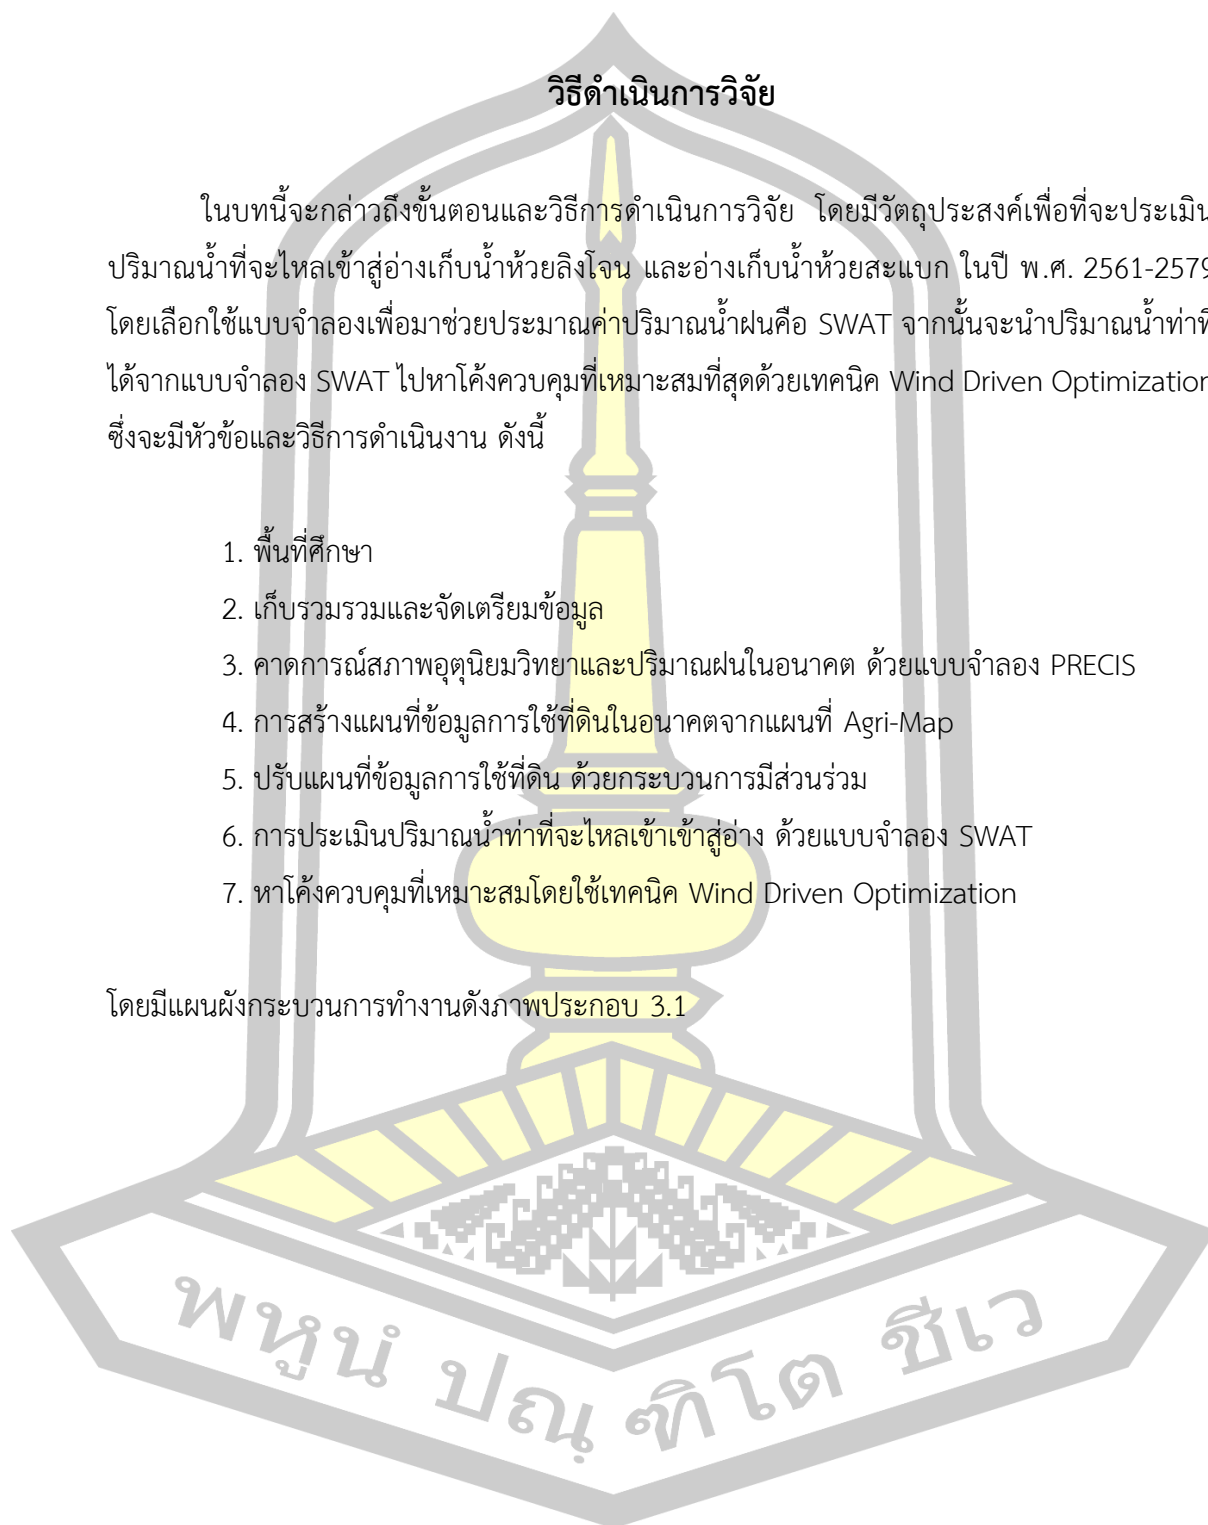 วิธีดำเนินการวิจัย
ในบทนี้จะกล่าวถึงขั้นตอนและวิธีการดำเนินการวิจัย โดยมีวัตถุประสงค์เพื่อที่จะประเมิน
ปริมาณน้ำที่จะไหลเข้าสู่อ่างเก็บน้ำห้วยลิงโจน และอ่างเก็บน้ำห้วยสะแบก ในปี พ.ศ. 2561-2579
โดยเลือกใช้แบบจำลองเพื่อมาช่วยประมาณค่าปริมาณน้ำฝนคือ SWAT จากนั้นจะนำปริมาณน้ำท่าที่
ได้จากแบบจำลอง SWAT ไปหาโค้งควบคุมที่เหมาะสมที่สุดด้วยเทคนิค Wind Driven Optimization
ซึ่งจะมีหัวข้อและวิธีการดำเนินงาน ดังนี้
1. พื้นที่ศึกษา
2. เก็บรวมรวมและจัดเตรียมข้อมูล
3. คาดการณ์สภาพอุตุนิยมวิทยาและปริมาณฝนในอนาคต ด้วยแบบจำลอง PRECIS
4. การสร้างแผนที่ข้อมูลการใช้ที่ดินในอนาคตจากแผนที่ Agri-Map
5. ปรับแผนที่ข้อมูลการใช้ที่ดิน ด้วยกระบวนการมีส่วนร่วม
6. การประเมินปริมาณน้ำท่าที่จะไหลเข้าเข้าสู่อ่าง ด้วยแบบจำลอง SWAT
7. หาโค้งควบคุมที่เหมาะสมโดยใช้เทคนิค Wind Driven Optimization
โดยมีแผนผังกระบวนการทำงานดังภาพประกอบ 3.1
พหูนํ ปณฺฑิโต ชีเว